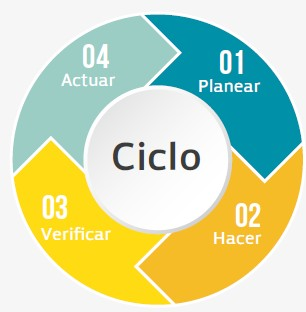 01
Planear
02
Hacer
03
Verificar
04
Actuar
Ciclo